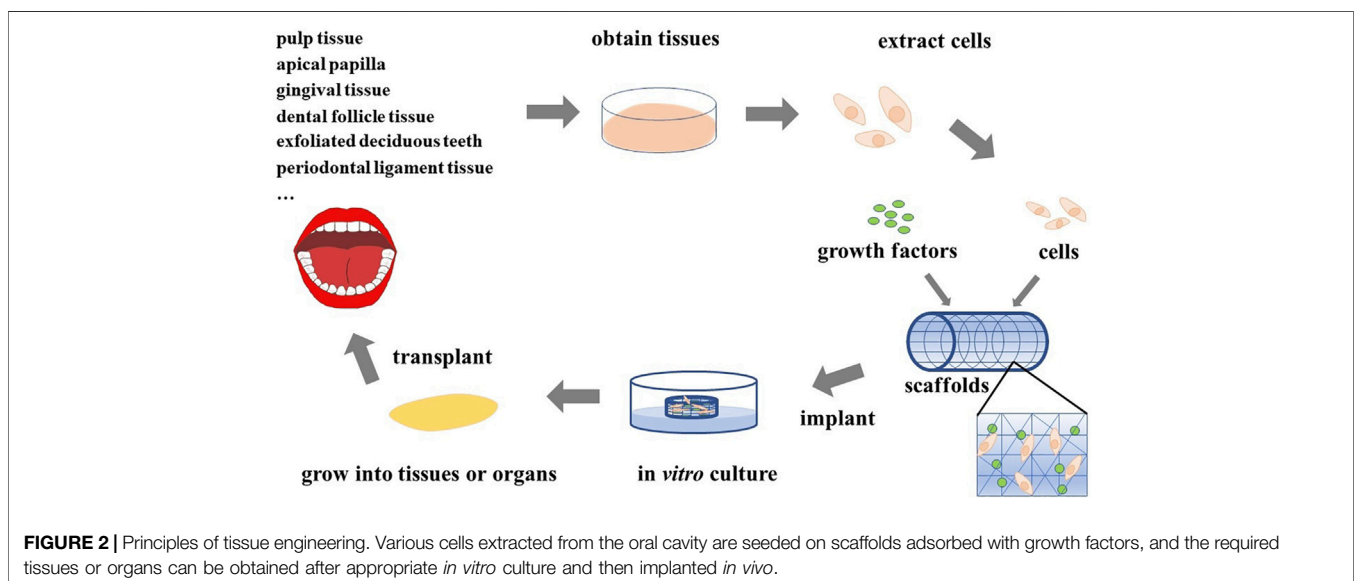 pulp tissue
apical papilla
gingival tissue
dental follicle tissue
exfoliated deciduous teeth
periodontal ligament tissue
...
obtain tissues
extract cells
growth factors
cells
scaffolds
implant
in vitro culture
grow into tissues or organs
transplant
FIGURE 2 | Principles of tissue engineering. Various cells extracted from the oral cavity are seeded on scaffolds adsorbed with growth factors, and the required
tissues or organs can be obtained after appropriate in vitro culture and then implanted in vivo.